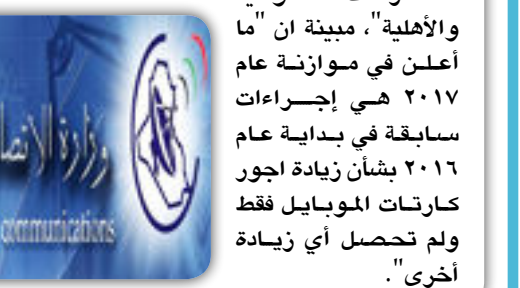 والأهلية"، مبينة ان "ما
أعلن في موازنة عام
٢٠١٧ هي إجراءات
سابقة في بداية عام
٢٠١٦ بشأن زيادة اجور
كارتات الموبايل فقط
ولم تحصل أي زيادة
أخرى".
وزارة الاتصا
communications